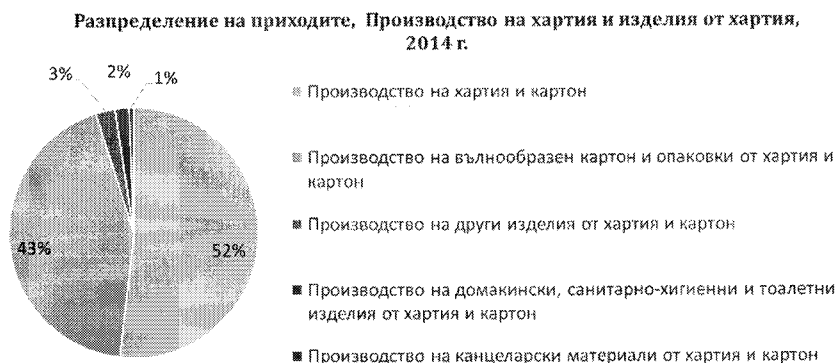 Разпределение на приходите, Производство на хартия и изделия от хартия,
2014 г.
3%
2%
1%
43%
52%
Производство на хартия и картон
Производство на вълнообразен картон и опаковки от хартия и
картон
Производство на други изделия от хартия и картон
Производство на домакински, санитарно-хигиенни и тоалетни
изделия от хартия и картон
Производство на канцеларски материали от хартия и картон